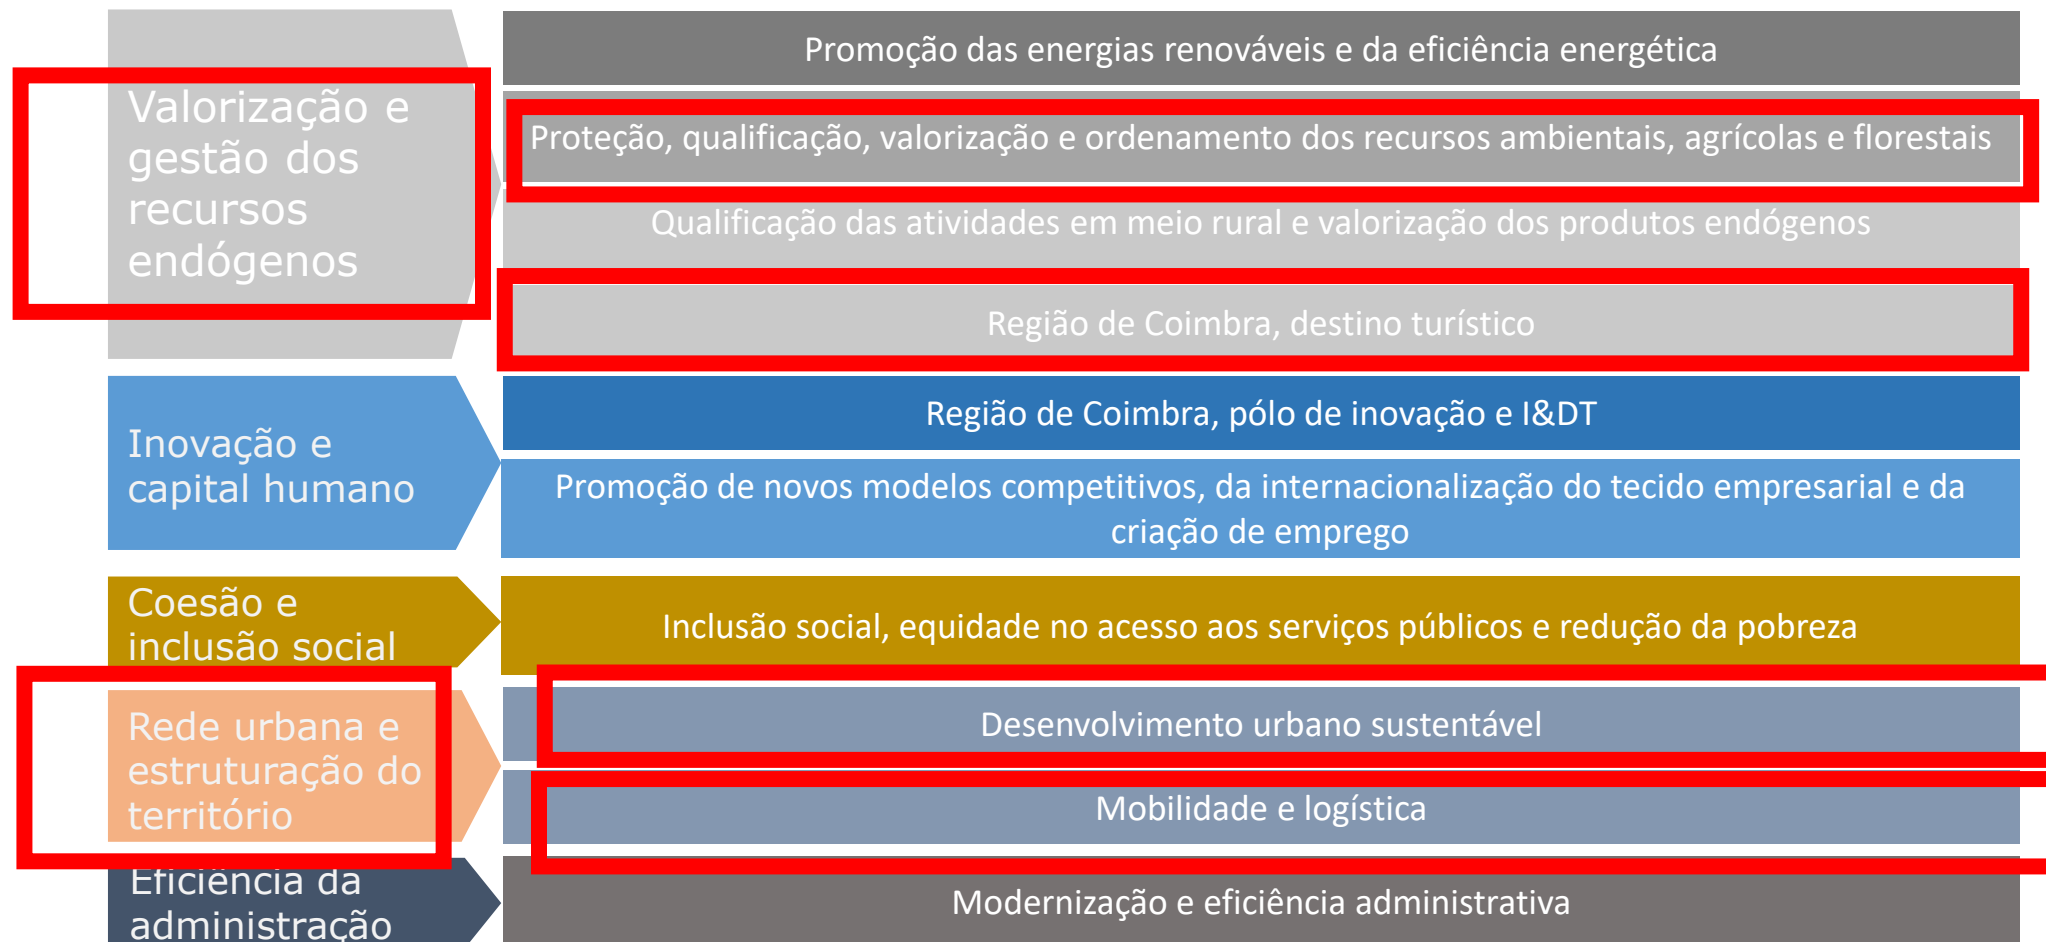 Valorização e
gestão dos
recursos
endógenos
Promoção das energias renováveis e da eficiência energética
Proteção, qualificação, valorização e ordenamento dos recursos ambientais, agrícolas e florestais
Qualificação das atividades em meio rural e valorização dos produtos endógenos
Região de Coimbra, destino turístico
Inovação e
capital humano
Região de Coimbra, pólo de inovação e I&DT
Promoção de novos modelos competitivos, da internacionalização do tecido empresarial e da
criação de emprego
Coesão e
inclusão social
Inclusão social, equidade no acesso aos serviços públicos e redução da pobreza
Rede urbana e
estruturação do
território
Desenvolvimento urbano sustentável
Mobilidade e logística
Eficiência da
administração
Modernização e eficiência administrativa